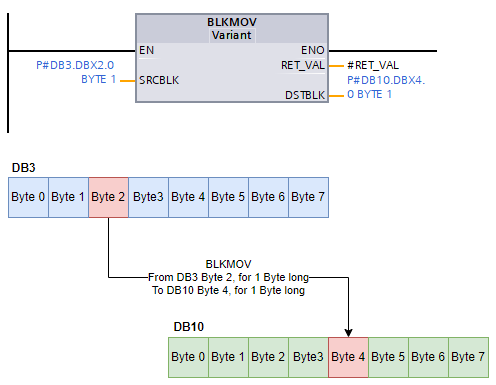 BLKMOV
Variant
EN ENO
P#DB3.DBX2.0 RET_VAL #RET_VAL
BYTE 1 SRCBLK P#DB10.DBX4.
DSTBLK 0 BYTE 1
DB3
Byte 0 Byte 1 Byte 2 Byte3 Byte 4 Byte 5 Byte 6 Byte 7
BLKMOV
From DB3 Byte 2, for 1 Byte long
To DB10 Byte 4, for 1 Byte long
DB10
Byte 0 Byte 1 Byte 2 Byte3 Byte 4 Byte 5 Byte 6 Byte 7